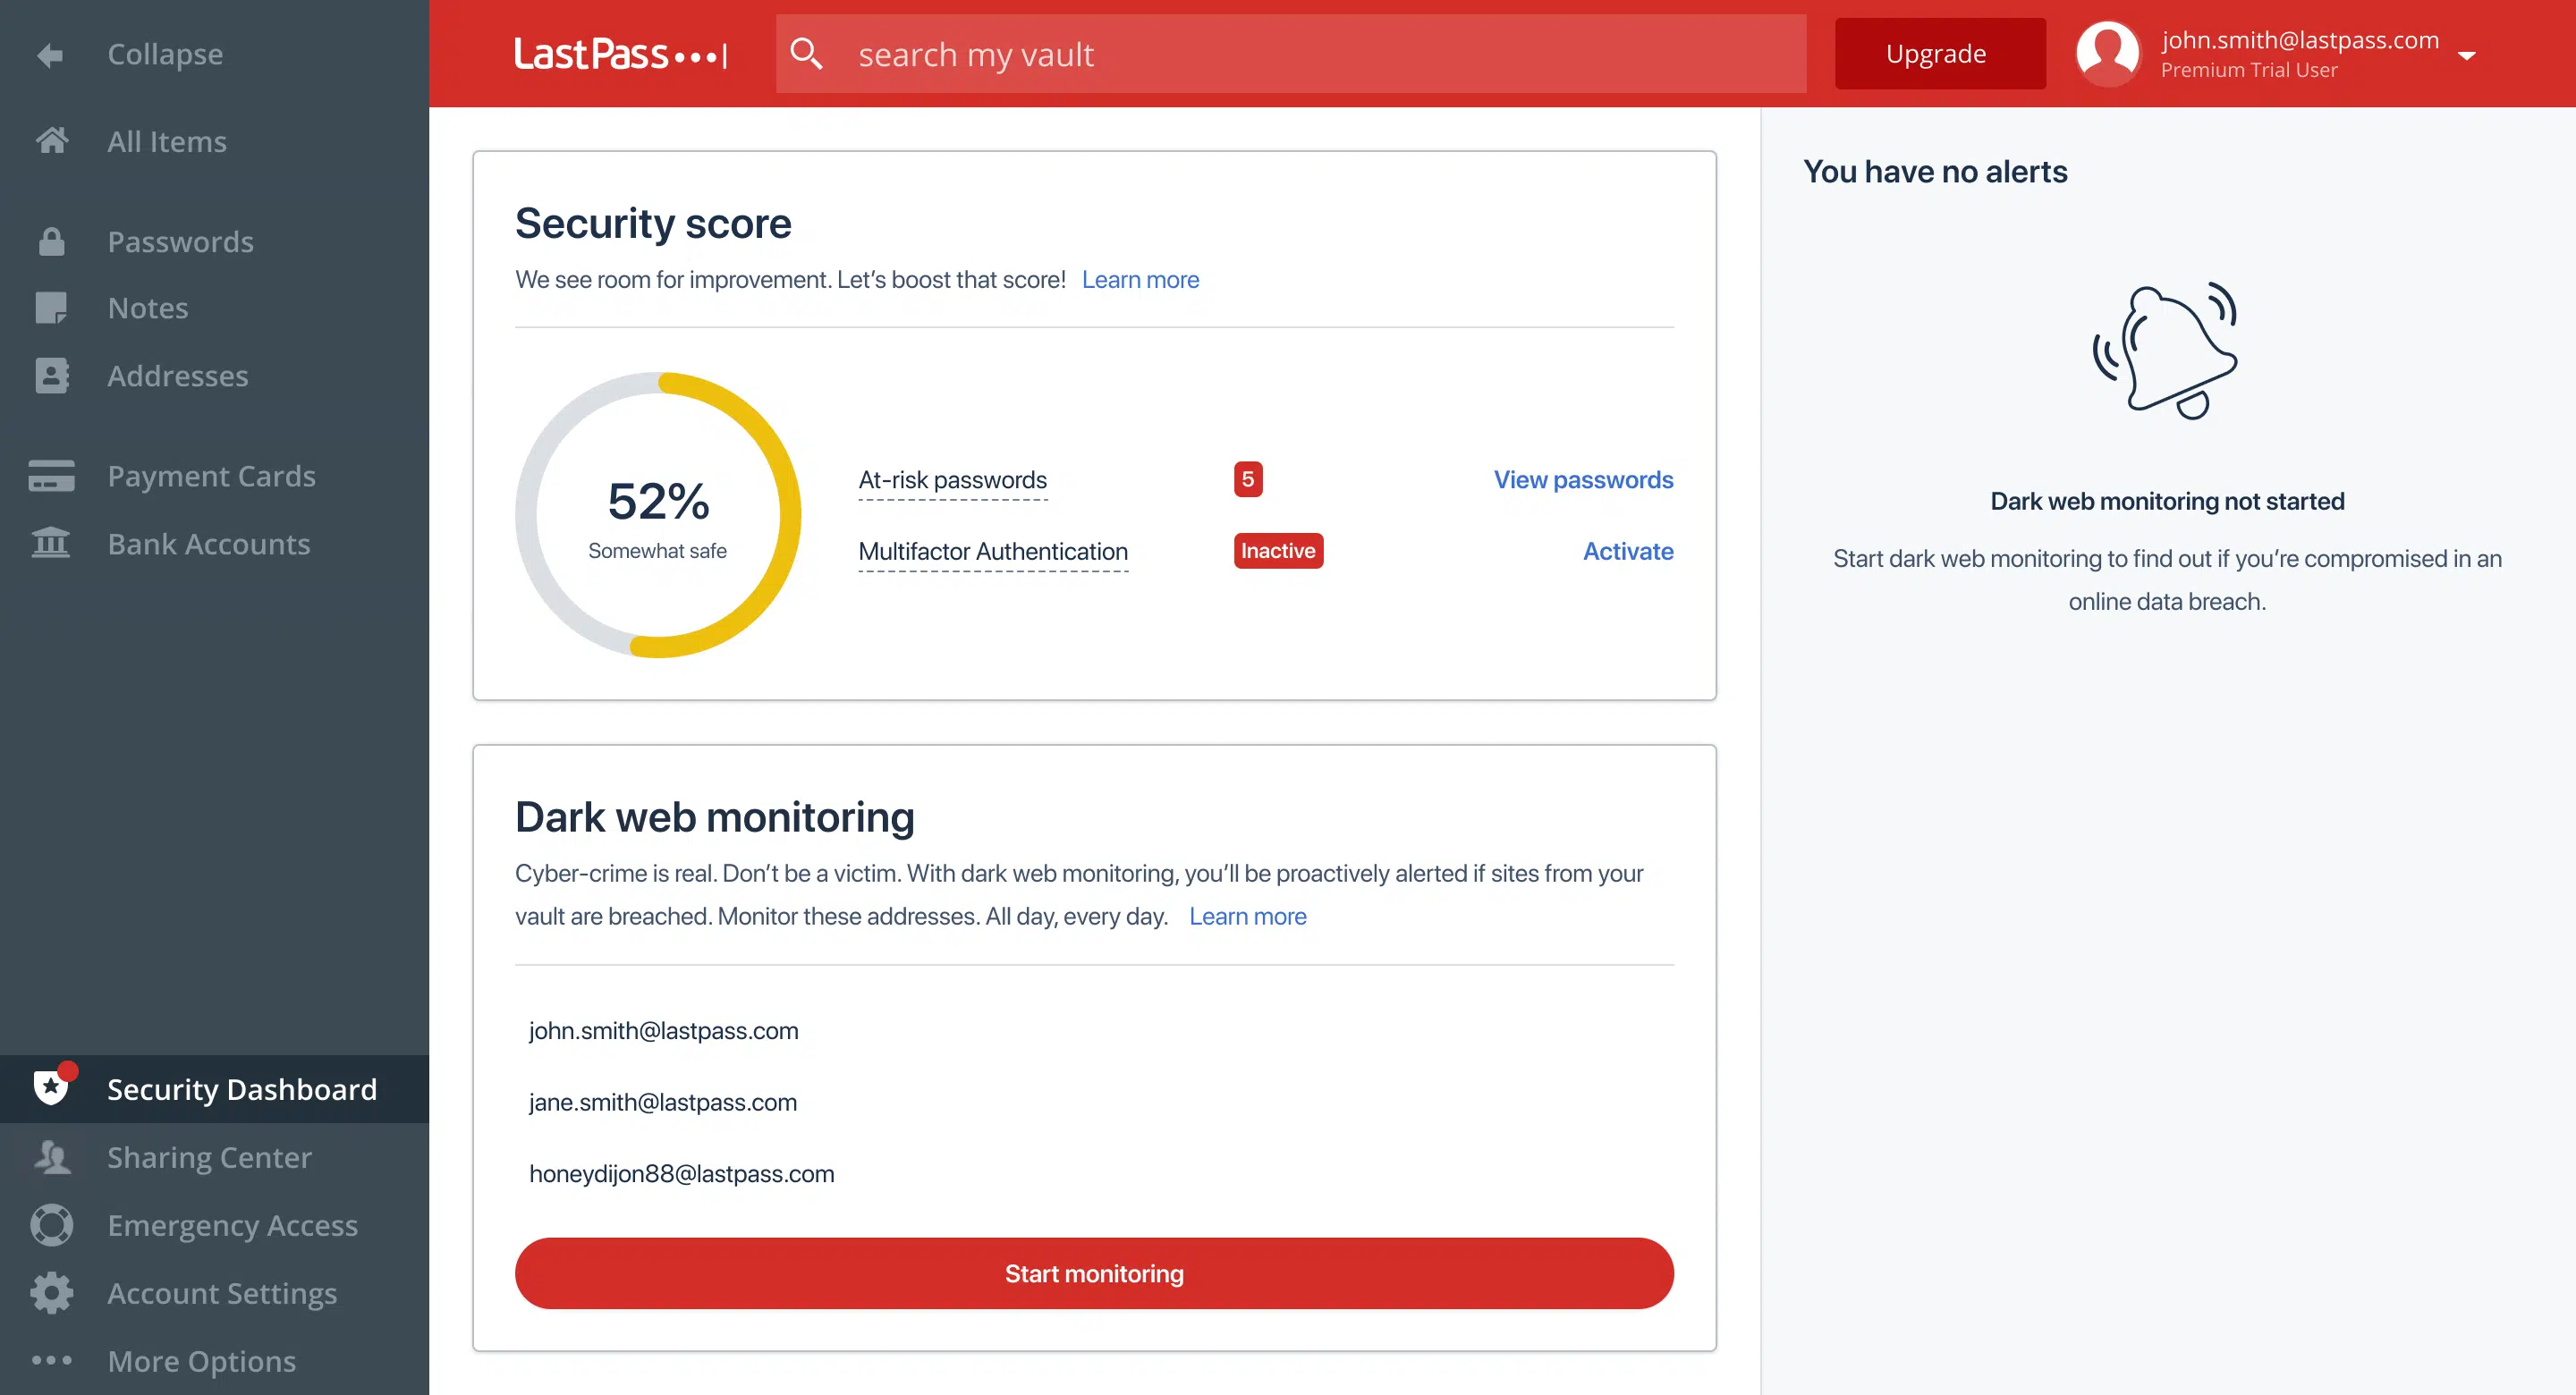 Collapse
All Items
Passwords
Notes
Addresses
Payment Cards
Bank Accounts
Security Dashboard
Sharing Center
Emergency Access
Account Settings
More Options
LastPass
search my vault
Upgrade
john.smith@lastpass.com
Premium Trial User
Security score
We see room for improvement. Let’s boost that score! Learn more
52%
Somewhat safe
At-risk passwords 5 View passwords
Multifactor Authentication Inactive Activate
Dark web monitoring
Cyber-crime is real. Don’t be a victim. With dark web monitoring, you’ll be proactively alerted if sites from your
vault are breached. Monitor these addresses. All day, every day. Learn more
john.smith@lastpass.com
jane.smith@lastpass.com
honeydijon88@lastpass.com
Start monitoring
You have no alerts
Dark web monitoring not started
Start dark web monitoring to find out if you’re compromised in an
online data breach.